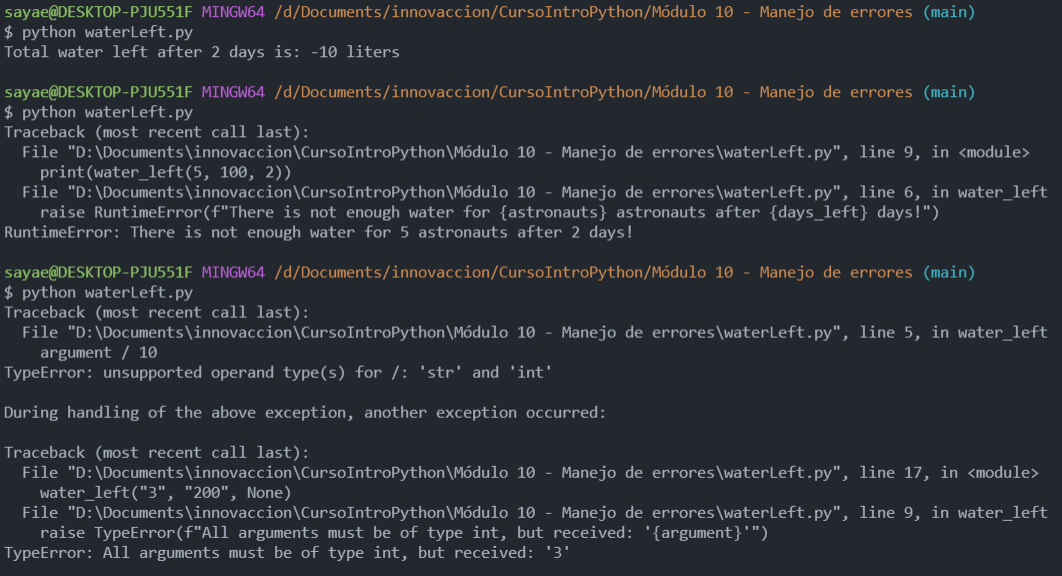 sayae@DESKTOP-PJU551F MINGW64 /d/Documents/innovaccion/CursoIntroPython/Módulo 10 - Manejo de errores (main)
$ python waterLeft.py
Total water left after 2 days is: -10 liters
sayae@DESKTOP-PJU551F MINGW64 /d/Documents/innovaccion/CursoIntroPython/Módulo 10 - Manejo de errores (main)
$ python waterLeft.py
Traceback (most recent call last):
  File "D:\Documents\innovaccion\CursoIntroPython\Módulo 10 - Manejo de errores\waterLeft.py", line 9, in <module>
    print(water_left(5, 100, 2))
  File "D:\Documents\innovaccion\CursoIntroPython\Módulo 10 - Manejo de errores\waterLeft.py", line 6, in water_left
    raise RuntimeError(f"There is not enough water for {astronauts} astronauts after {days_left} days!")
RuntimeError: There is not enough water for 5 astronauts after 2 days!
sayae@DESKTOP-PJU551F MINGW64 /d/Documents/innovaccion/CursoIntroPython/Módulo 10 - Manejo de errores (main)
$ python waterLeft.py
Traceback (most recent call last):
  File "D:\Documents\innovaccion\CursoIntroPython\Módulo 10 - Manejo de errores\waterLeft.py", line 5, in water_left
    argument / 10
TypeError: unsupported operand type(s) for /: 'str' and 'int'
During handling of the above exception, another exception occurred:
Traceback (most recent call last):
  File "D:\Documents\innovaccion\CursoIntroPython\Módulo 10 - Manejo de errores\waterLeft.py", line 17, in <module>
    water_left("3", "200", None)
  File "D:\Documents\innovaccion\CursoIntroPython\Módulo 10 - Manejo de errores\waterLeft.py", line 9, in water_left
    raise TypeError(f"All arguments must be of type int, but received: '{argument}'")
TypeError: All arguments must be of type int, but received: '3'